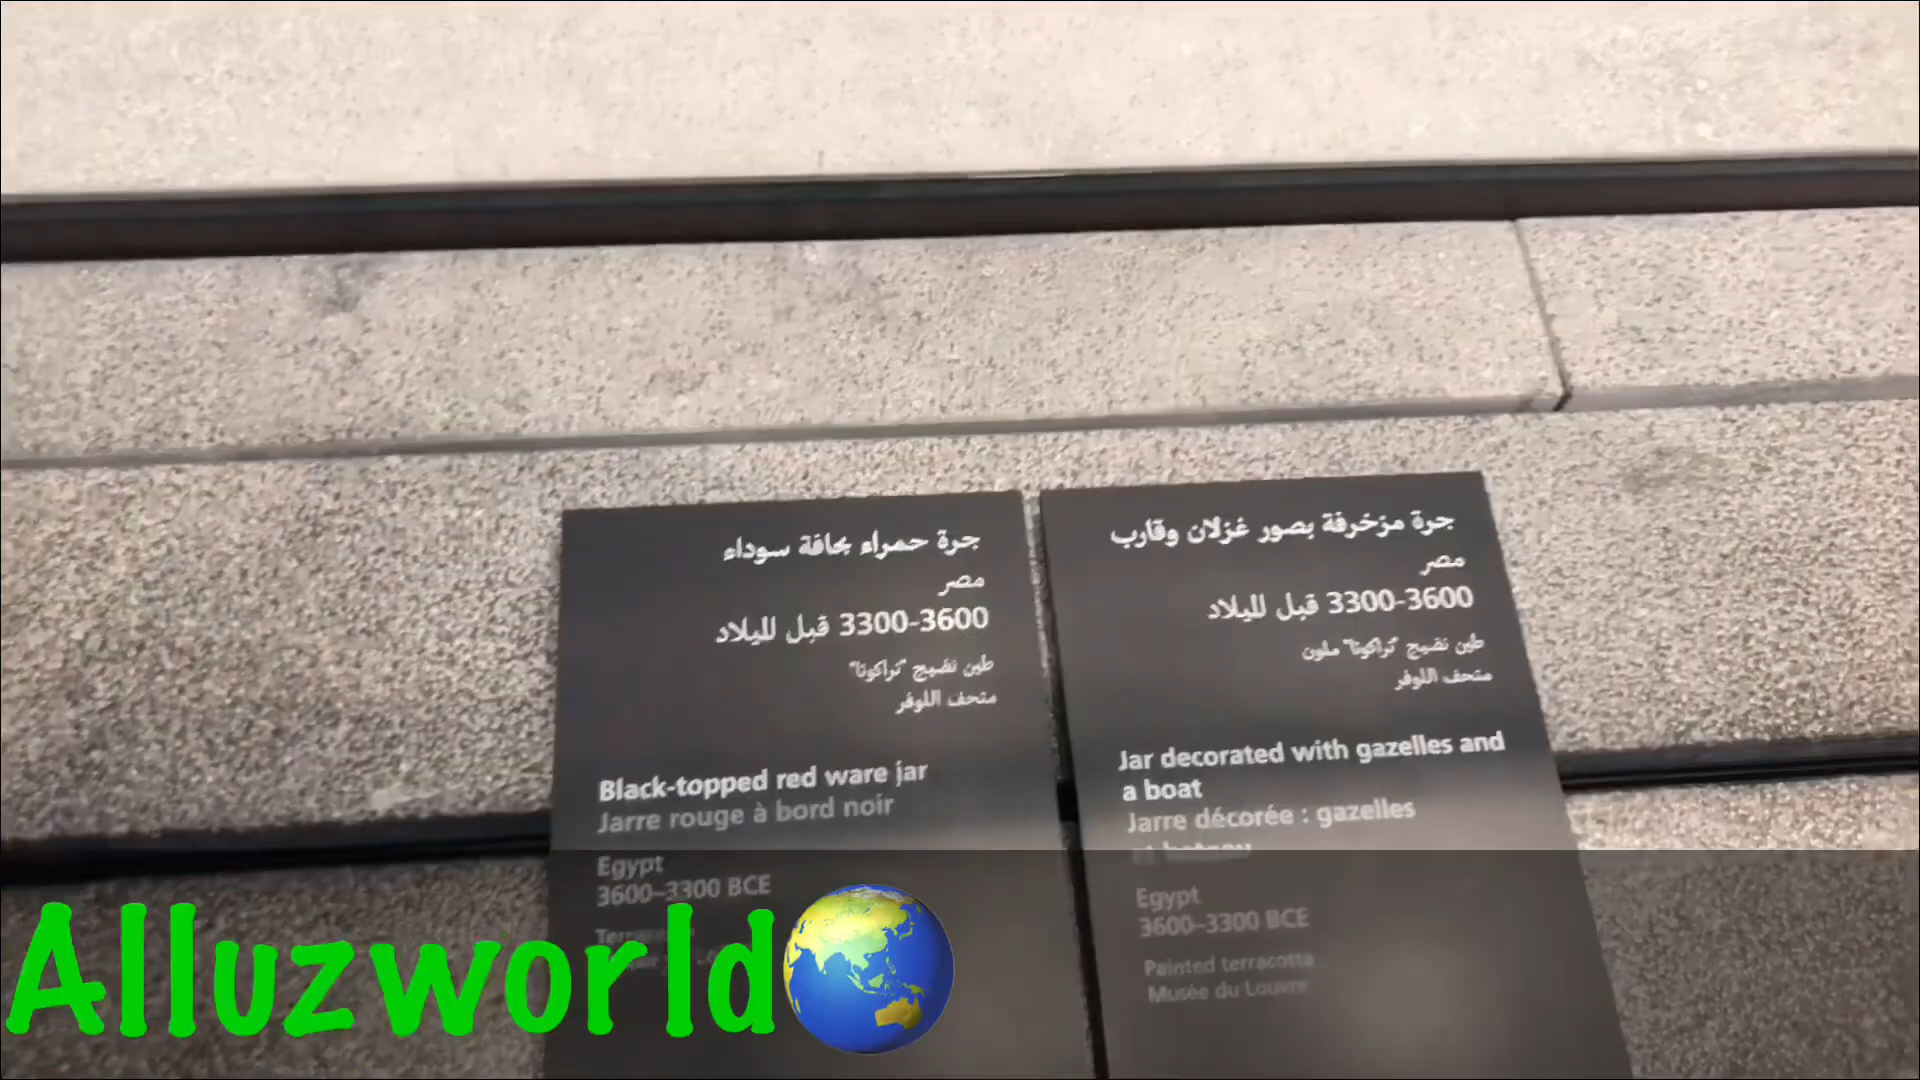 جرة حمراء بحافة سوداء
مصر
3300-3600 قبل الميلاد
طين نضيج "تراكوتا"
متحف اللوفر
Black-topped red ware jar
Jarre rouge à bord noir
Egypt
3600–3300 BCE
جرة مزخرفة بصور غزلان وقارب
مصر
3300-3600 قبل الميلاد
طين نضيج "تراكوتا" ملون
متحف اللوفر
Jar decorated with gazelles and
a boat
Jarre décorée : gazelles
et bateau
Egypt
3600–3300 BCE
Painted terracotta
Musée du Louvre
Alluzworld